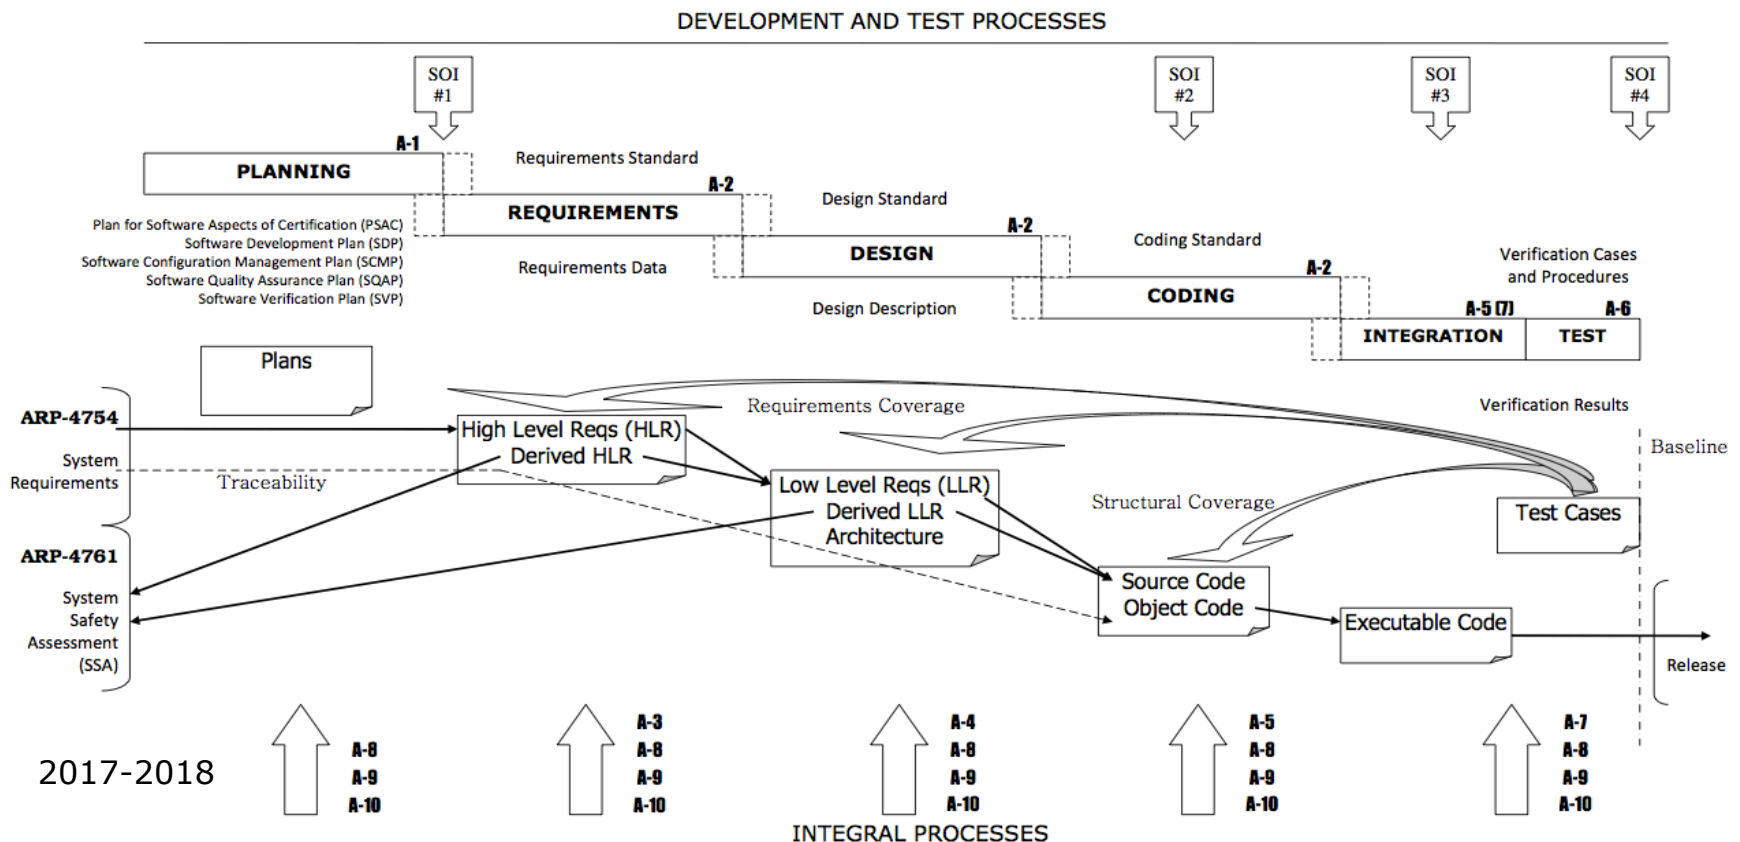 DEVELOPMENT AND TEST PROCESSES
SOI
#1
SOI
#2
SOI
#3
SOI
#4
A-1
PLANNING
Requirements Standard
A-2
REQUIREMENTS
Design Standard
A-2
DESIGN
Coding Standard
A-2
CODING
Verification Cases
and Procedures
A-5 (7)
A-6
INTEGRATION
TEST
Plan for Software Aspects of Certification (PSAC)
Software Development Plan (SDP)
Software Configuration Management Plan (SCMP)
Software Quality Assurance Plan (SQAP)
Software Verification Plan (SVP)
Requirements Data
Design Description
Plans
ARP-4754
System
Requirements
Traceability
High Level Reqs (HLR)
Derived HLR
Requirements Coverage
Verification Results
Baseline
Low Level Reqs (LLR)
Derived LLR
Architecture
Structural Coverage
Test Cases
ARP-4761
System
Safety
Assessment
(SSA)
Source Code
Object Code
Executable Code
Release
2017-2018
A-8
A-9
A-10
A-3
A-8
A-9
A-10
A-4
A-8
A-9
A-10
A-5
A-8
A-9
A-10
A-7
A-8
A-9
A-10
INTEGRAL PROCESSES